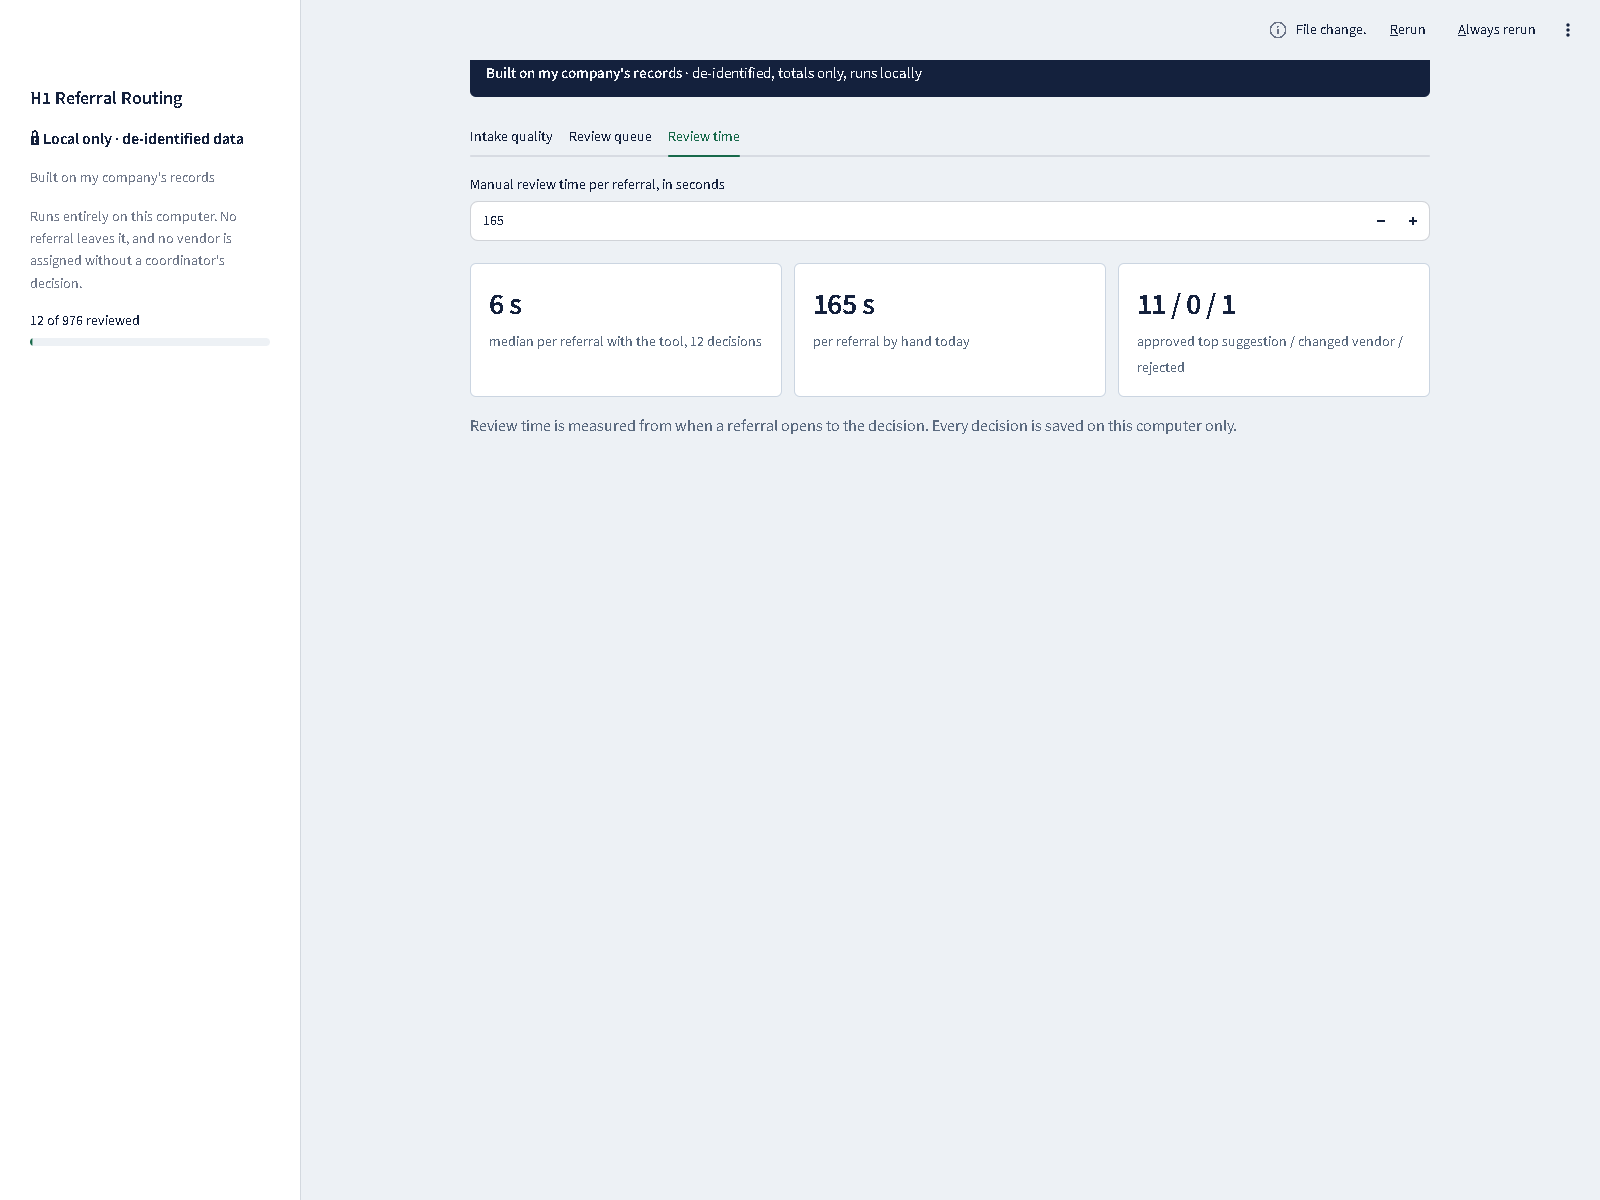 File change. Rerun Always rerun
H1 Referral Routing
Local only · de-identified data
Built on my company's records
Runs entirely on this computer. No
referral leaves it, and no vendor is
assigned without a coordinator's
decision.
12 of 976 reviewed
Built on my company's records · de-identified, totals only, runs locally
Intake quality Review queue Review time
Manual review time per referral, in seconds
165 − +
6 s
median per referral with the tool, 12 decisions
165 s
per referral by hand today
11 / 0 / 1
approved top suggestion / changed vendor /
rejected
Review time is measured from when a referral opens to the decision. Every decision is saved on this computer only.